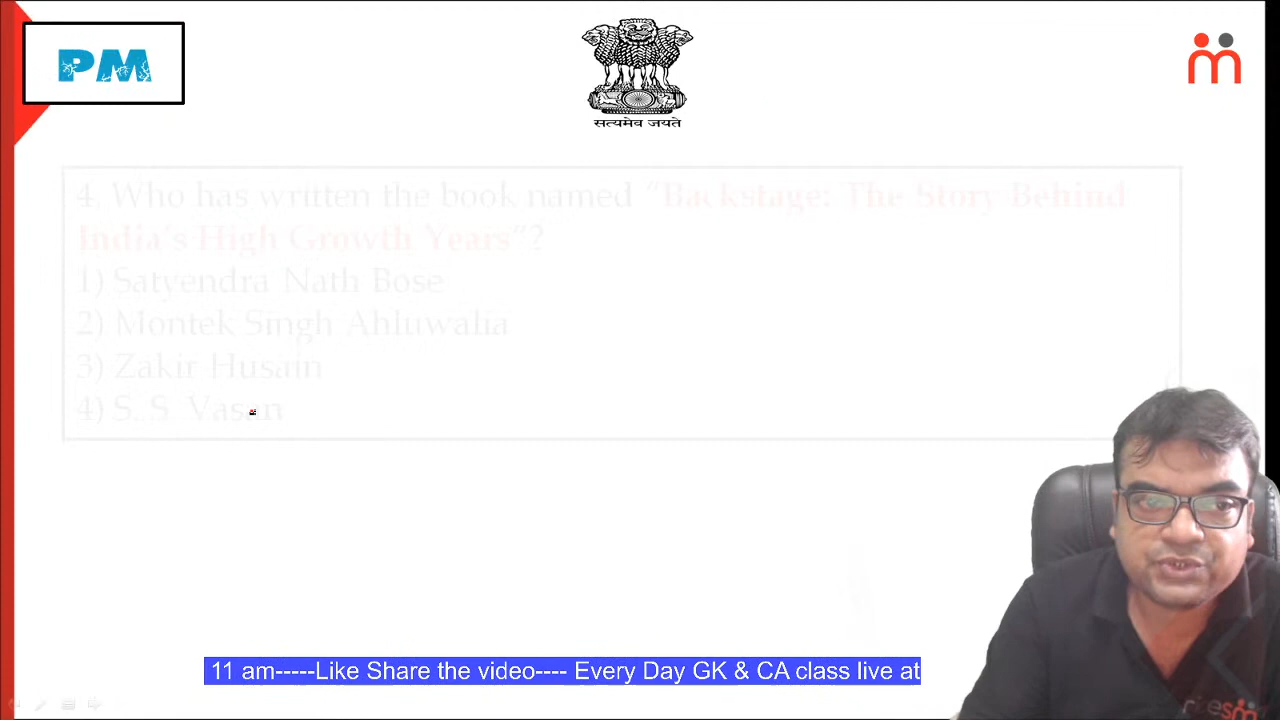 PM
सत्यमेव जयते
4. Who has written the book named "Backstage: The Story Behind
India's High Growth Years"?
1) Satyendra Nath Bose
2) Montek Singh Ahluwalia
3) Zakir Husain
4) S. S. Vasan
11 am-----Like Share the video---- Every Day GK & CA class live at